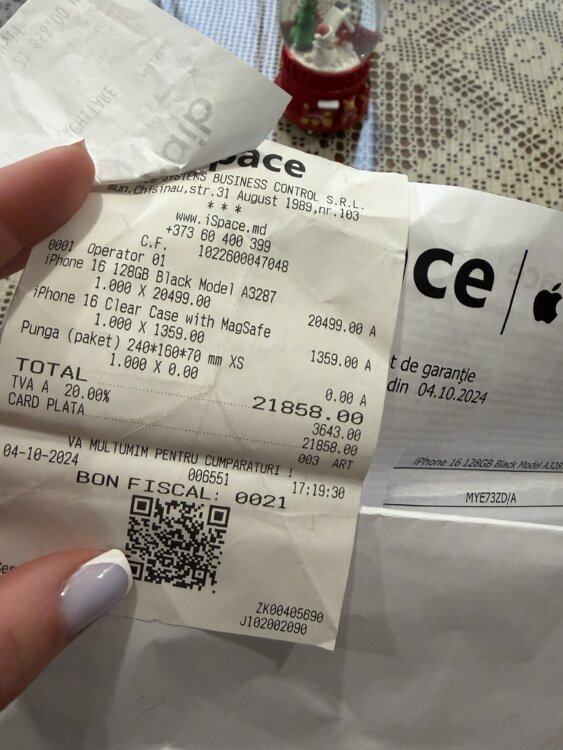 pace
SYSTEMS BUSINESS CONTROL S.R.L.
mun.Chisinau,str.31 August 1989,nr.103
* * *
www.iSpace.md
+373 60 400 399
C.F. 1022600047048
0001 Operator 01
iPhone 16 128GB Black Model A3287
1.000 X 20499.00 20499.00 A
iPhone 16 Clear Case with MagSafe
1.000 X 1359.00 1359.00 A
Punga (paket) 240*160*70 mm XS
1.000 X 0.00 0.00 A
TOTAL 21858.00
TVA A 20.00% 3643.00
CARD PLATA 21858.00
003 ART
VA MULTUMIM PENTRU CUMPARATURI !
04-10-2024 006551 17:19:30
BON FISCAL: 0021
ZK00405690
J102002090
ce
t de garanție
din 04.10.2024
iPhone 16 128GB Black Model A328
MYE73ZD/A